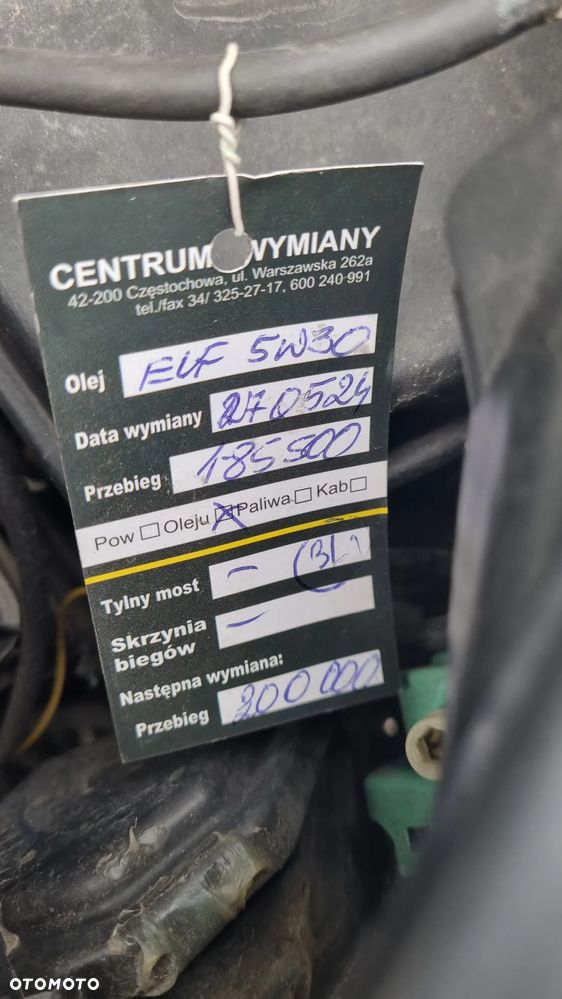 CENTRUM WYMIANY
42-200 Częstochowa, ul. Warszawska 262a
tel./fax 34/ 325-27-17, 600 240 991
Olej ELF 5W30
Data wymiany 270524
Przebieg 185500
Pow Oleju Paliwa Kab
Tylny most - (3L)
Skrzynia biegów -
Następna wymiana:
Przebieg 200 000
OTOMOTO